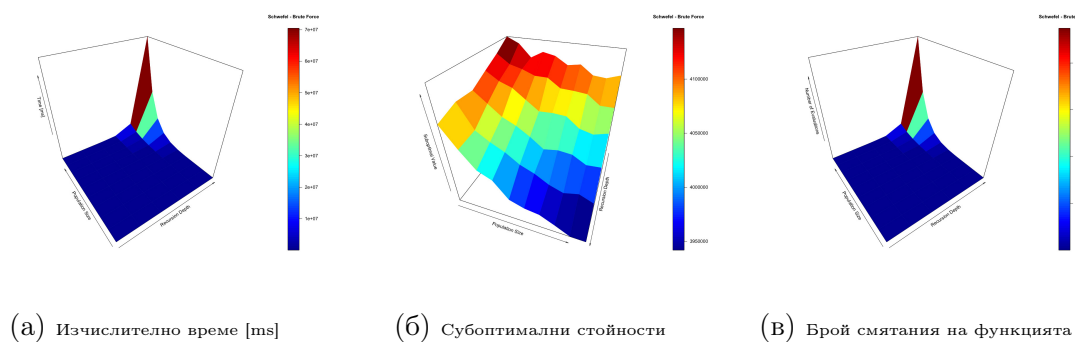 Schwefel - Brute Force
7e+07
6e+07
5e+07
4e+07
3e+07
2e+07
1e+07
Time [ms]
Population Size
Recursion Depth
Schwefel - Brute Force
4100000
4050000
4000000
3950000
Suboptimal Value
Population Size
Recursion Depth
Schwefel - Brute Force
Number of Evaluations
Population Size
Recursion Depth
(а) Изчислително време [ms]
(б) Субоптимални стойности
(в) Брой смятания на функцията